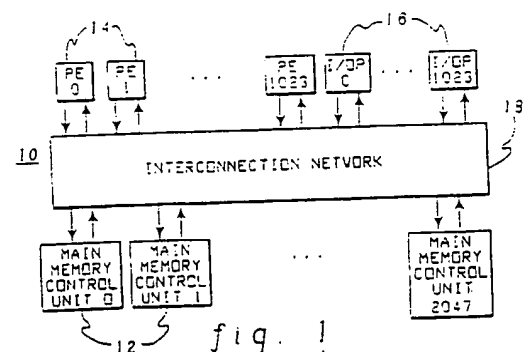 14
16
PE 0
PE 1
. . .
PE 1023
I/OP 0
. . .
I/OP 1023
10
INTERCONNECTION NETWORK
18
MAIN MEMORY CONTROL UNIT 0
MAIN MEMORY CONTROL UNIT 1
. . .
MAIN MEMORY CONTROL UNIT 2047
12
fig. 1